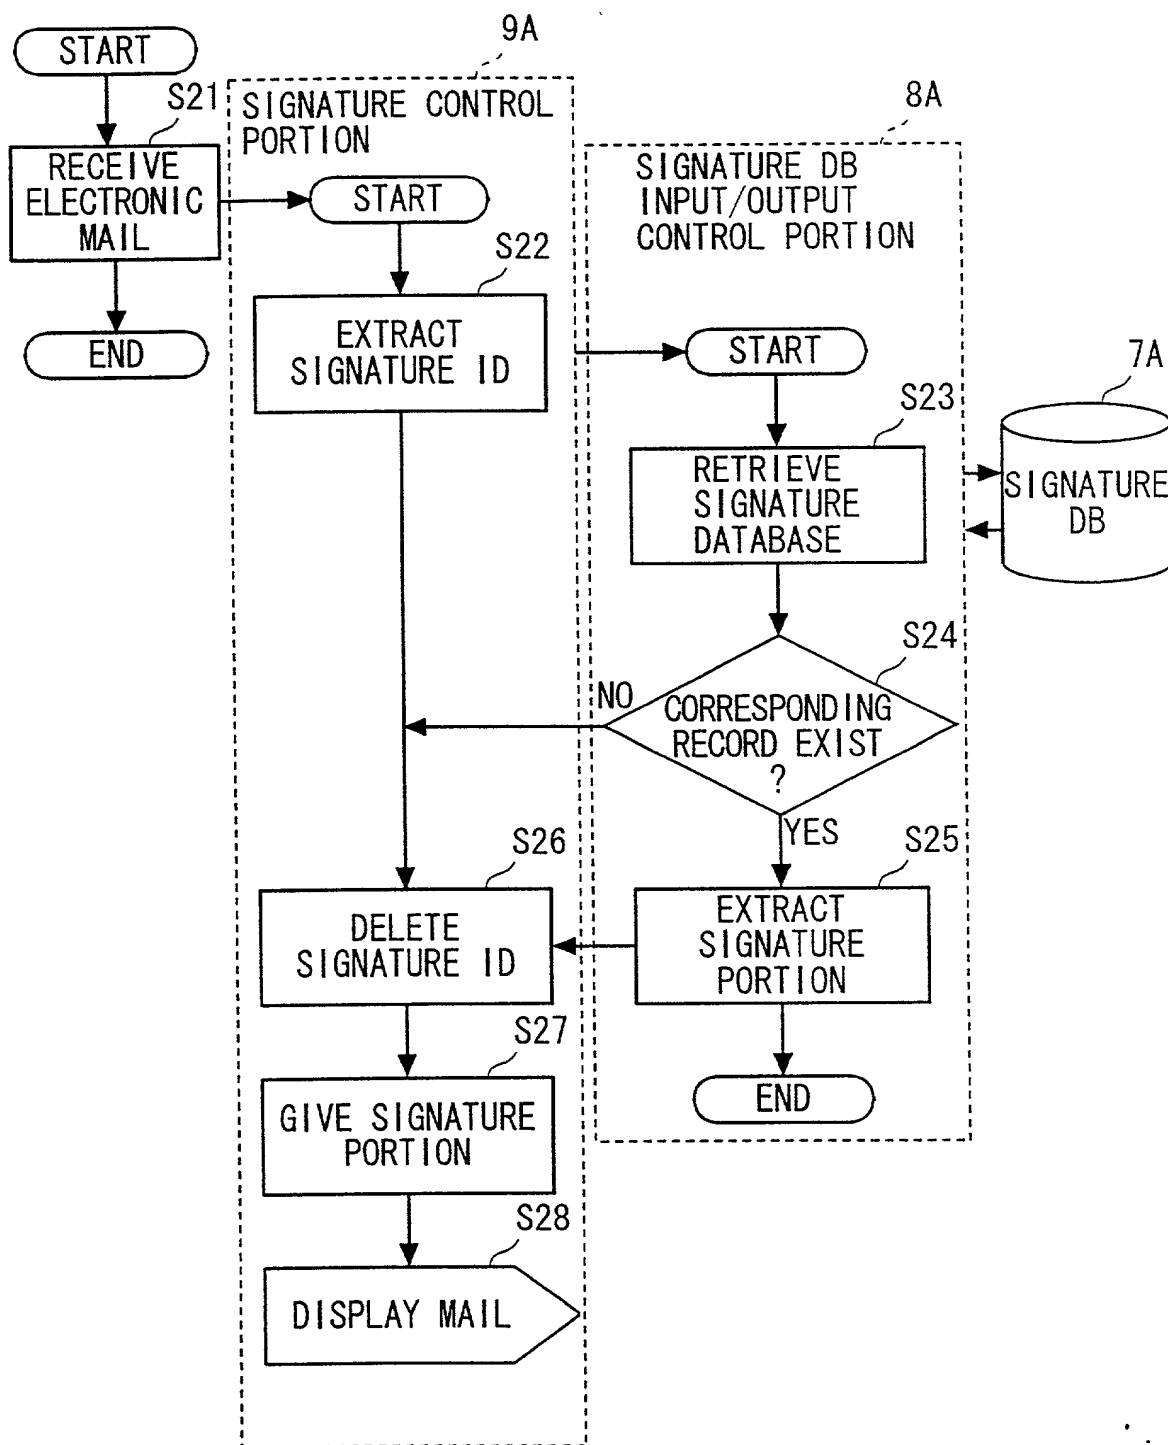 START
S21
RECEIVE
ELECTRONIC
MAIL
END
9A
SIGNATURE CONTROL
PORTION
START
S22
EXTRACT
SIGNATURE ID
8A
SIGNATURE DB
INPUT/OUTPUT
CONTROL PORTION
START
S23
RETRIEVE
SIGNATURE
DATABASE
7A
SIGNATURE
DB
S24
NO
CORRESPONDING
RECORD EXIST
?
YES
S25
EXTRACT
SIGNATURE
PORTION
END
S26
DELETE
SIGNATURE ID
S27
GIVE SIGNATURE
PORTION
S28
DISPLAY MAIL